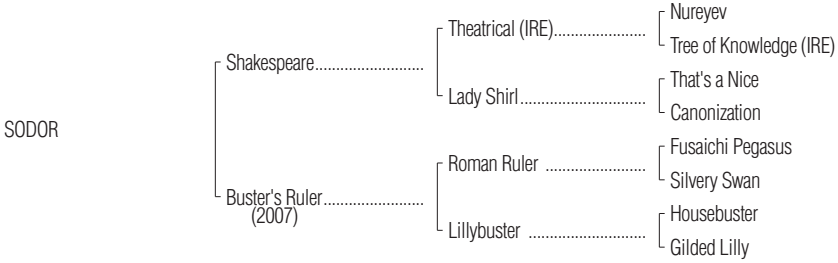 Nureyev
Theatrical (IRE)......................
Tree of Knowledge (IRE)
Shakespeare..........................
That's a Nice
Lady Shirl..............................
Canonization
SODOR
Fusaichi Pegasus
Roman Ruler ........................
Silvery Swan
Buster's Ruler........................
(2007)
Housebuster
Lillybuster ............................
Gilded Lilly